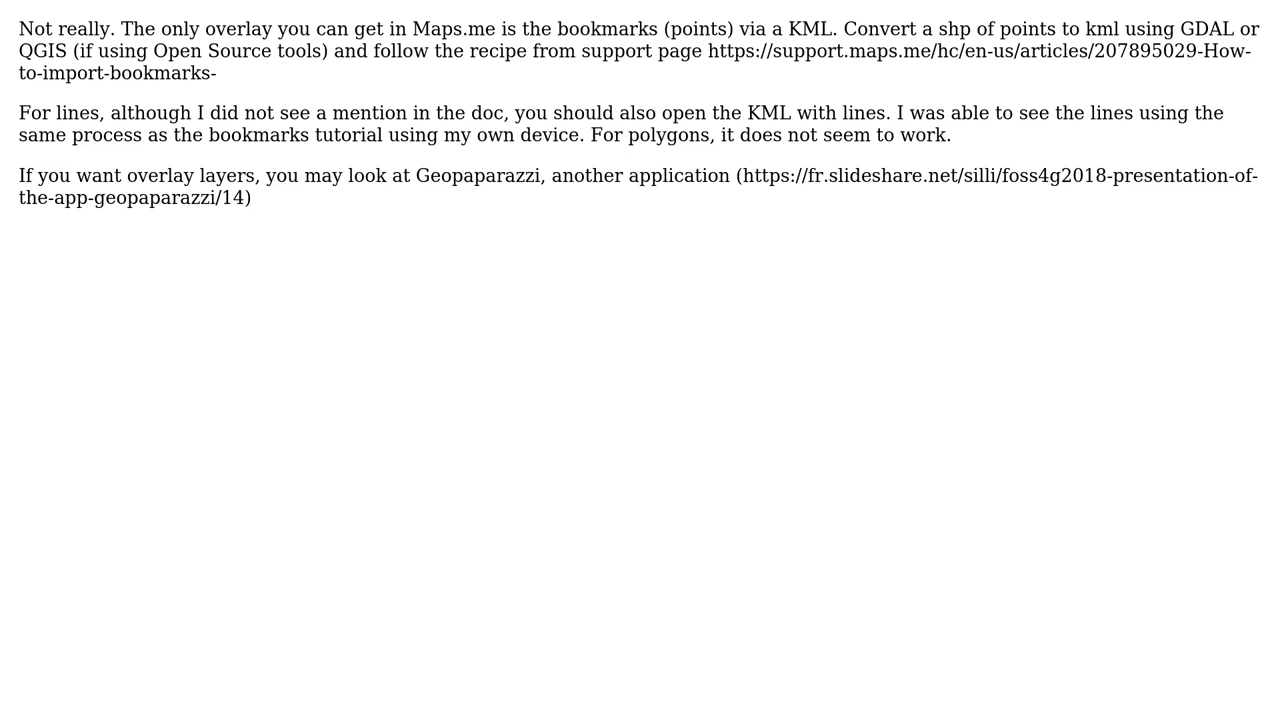 Not really. The only overlay you can get in Maps.me is the bookmarks (points) via a KML. Convert a shp of points to kml using GDAL or
QGIS (if using Open Source tools) and follow the recipe from support page https://support.maps.me/hc/en-us/articles/207895029-How-
to-import-bookmarks-
For lines, although I did not see a mention in the doc, you should also open the KML with lines. I was able to see the lines using the
same process as the bookmarks tutorial using my own device. For polygons, it does not seem to work.
If you want overlay layers, you may look at Geopaparazzi, another application (https://fr.slideshare.net/silli/foss4g2018-presentation-of-
the-app-geopaparazzi/14)